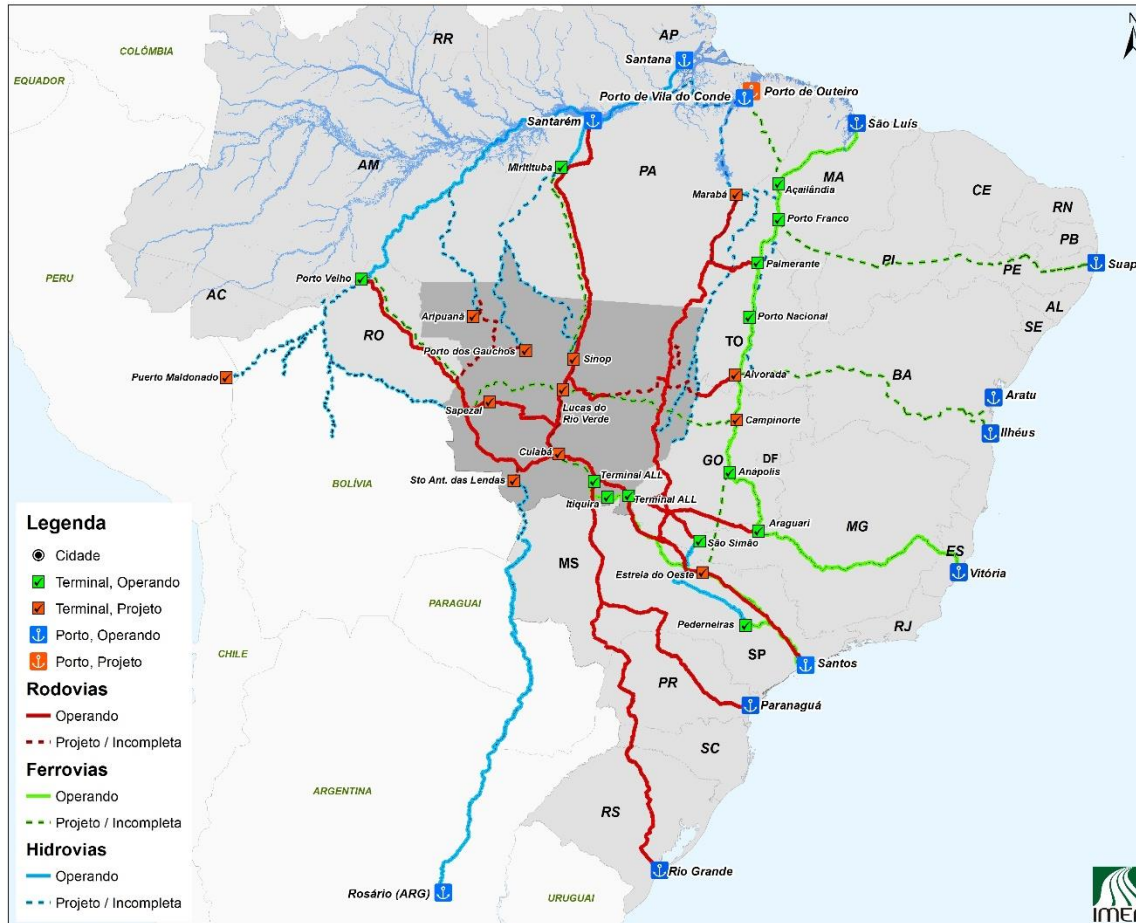 N
COLÓMBIA
RR
AP
EQUADOR
Santana
Porto de Vila do Conde
Porto de Outeiro
Santarém
São Luís
AM
Miritituba
PA
MA
Açailândia
CE
Marabá
RN
Porto Franco
PB
PERU
PI
PE
Suap
Porto Velho
Palmerante
AC
AL
SE
Aripuanã
Porto Nacional
RO
TO
Porto dos Gauchos
Sinop
Puerto Maldonado
Alvorada
BA
Aratu
Sapezal
Lucas do
Rio Verde
Campinorte
Ilhéus
Cuiabá
GO
DF
Sto Ant. das Lendas
Terminal ALL
Anápolis
BOLÍVIA
Itiquira
Terminal ALL
Araguari
MG
São Simão
ES
MS
Estrela do Oeste
Vitória
PARAGUAI
Pederneiras
RJ
CHILE
SP
Santos
PR
Paranaguá
SC
ARGENTINA
RS
Rio Grande
Rosário (ARG)
URUGUAI
Legenda
Cidade
Terminal, Operando
Terminal, Projeto
Porto, Operando
Porto, Projeto
Rodovias
Operando
Projeto / Incompleta
Ferrovias
Operando
Projeto / Incompleta
Hidrovias
Operando
Projeto / Incompleta
IMEA